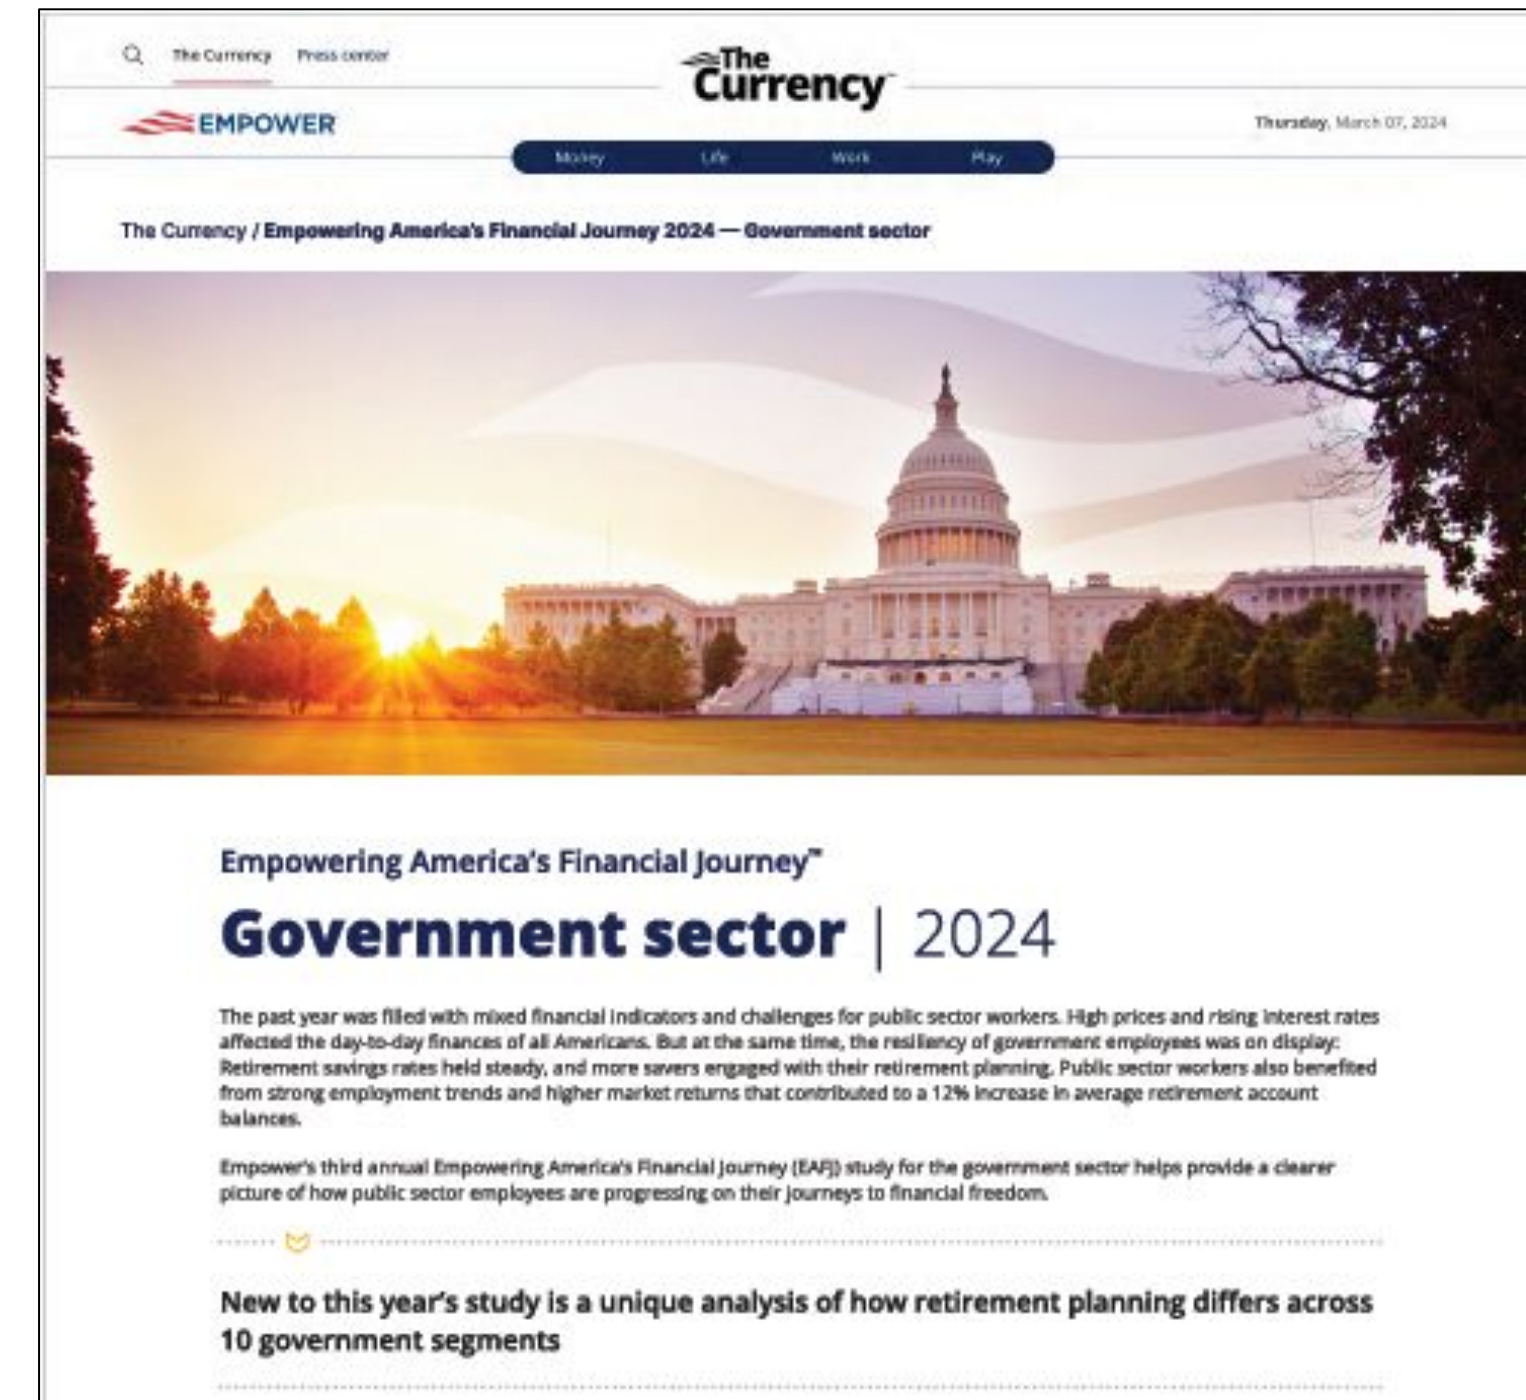 The Currency Press center
The
Currency
EMPOWER
Thursday, March 07, 2024
Money Life Work Play
The Currency / Empowering America's Financial Journey 2024 — Government sector
Empowering America's Financial Journey™
Government sector | 2024
The past year was filled with mixed financial indicators and challenges for public sector workers. High prices and rising interest rates
affected the day-to-day finances of all Americans. But at the same time, the resiliency of government employees was on display:
Retirement savings rates held steady, and more savers engaged with their retirement planning. Public sector workers also benefited
from strong employment trends and higher market returns that contributed to a 12% increase in average retirement account
balances.
Empower's third annual Empowering America's Financial Journey (EAFJ) study for the government sector helps provide a clearer
picture of how public sector employees are progressing on their journeys to financial freedom.
New to this year's study is a unique analysis of how retirement planning differs across
10 government segments